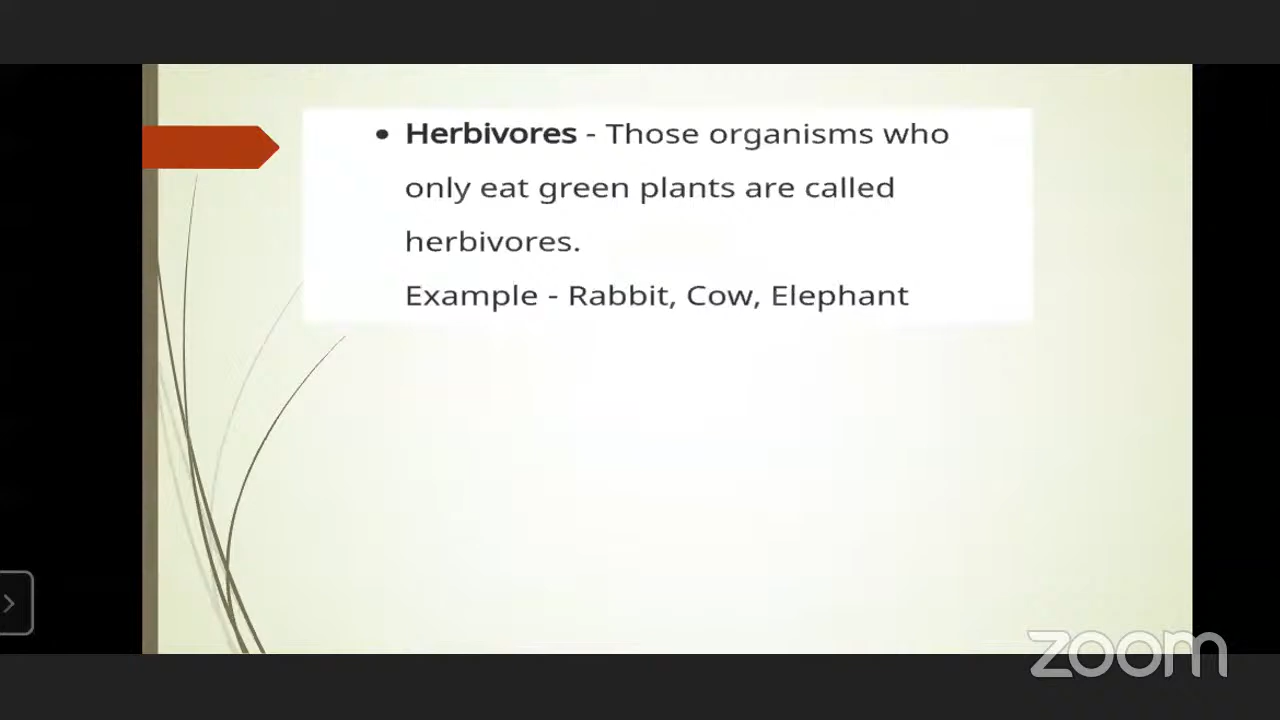 • Herbivores - Those organisms who
only eat green plants are called
herbivores.
Example - Rabbit, Cow, Elephant
zoom